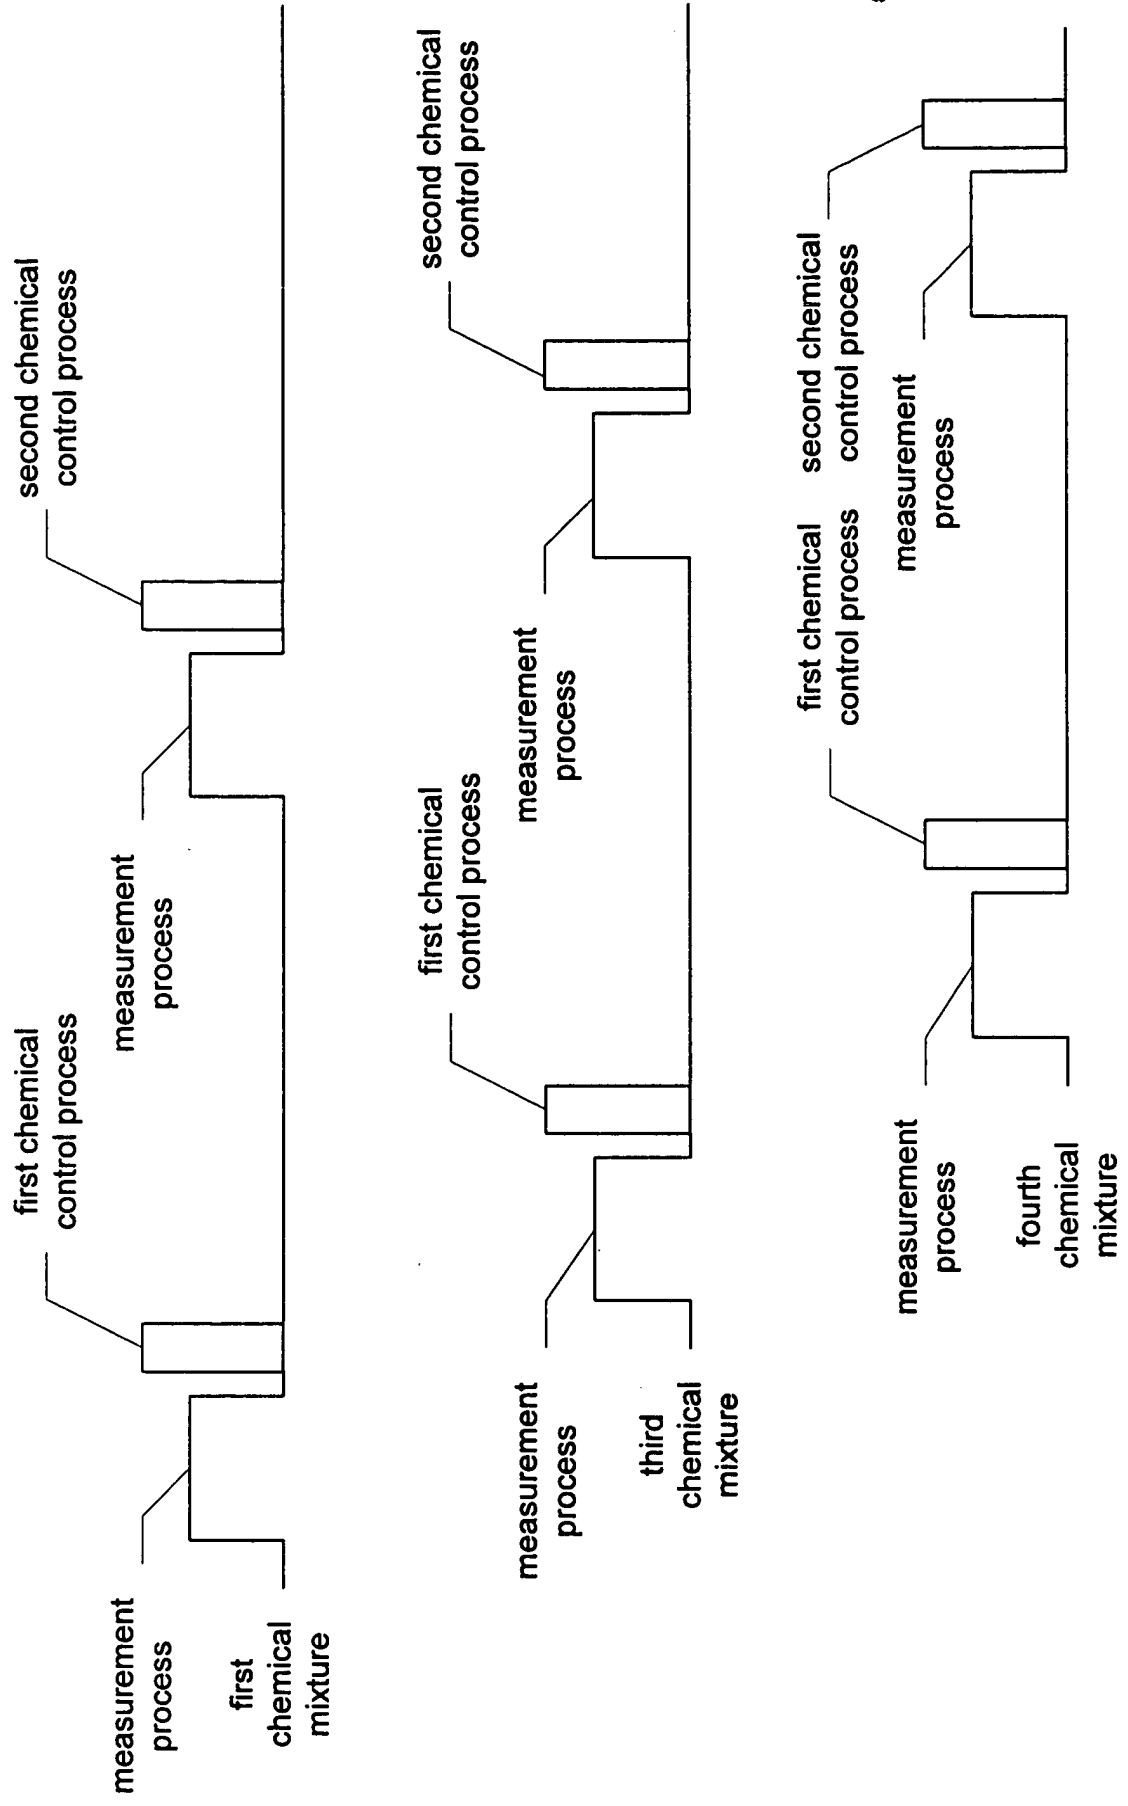 first chemical
control process
second chemical
control process
measurement
process
measurement
process
first
chemical
mixture
first chemical
control process
second chemical
control process
measurement
process
measurement
process
third
chemical
mixture
first chemical
control process
second chemical
control process
measurement
process
measurement
process
fourth
chemical
mixture